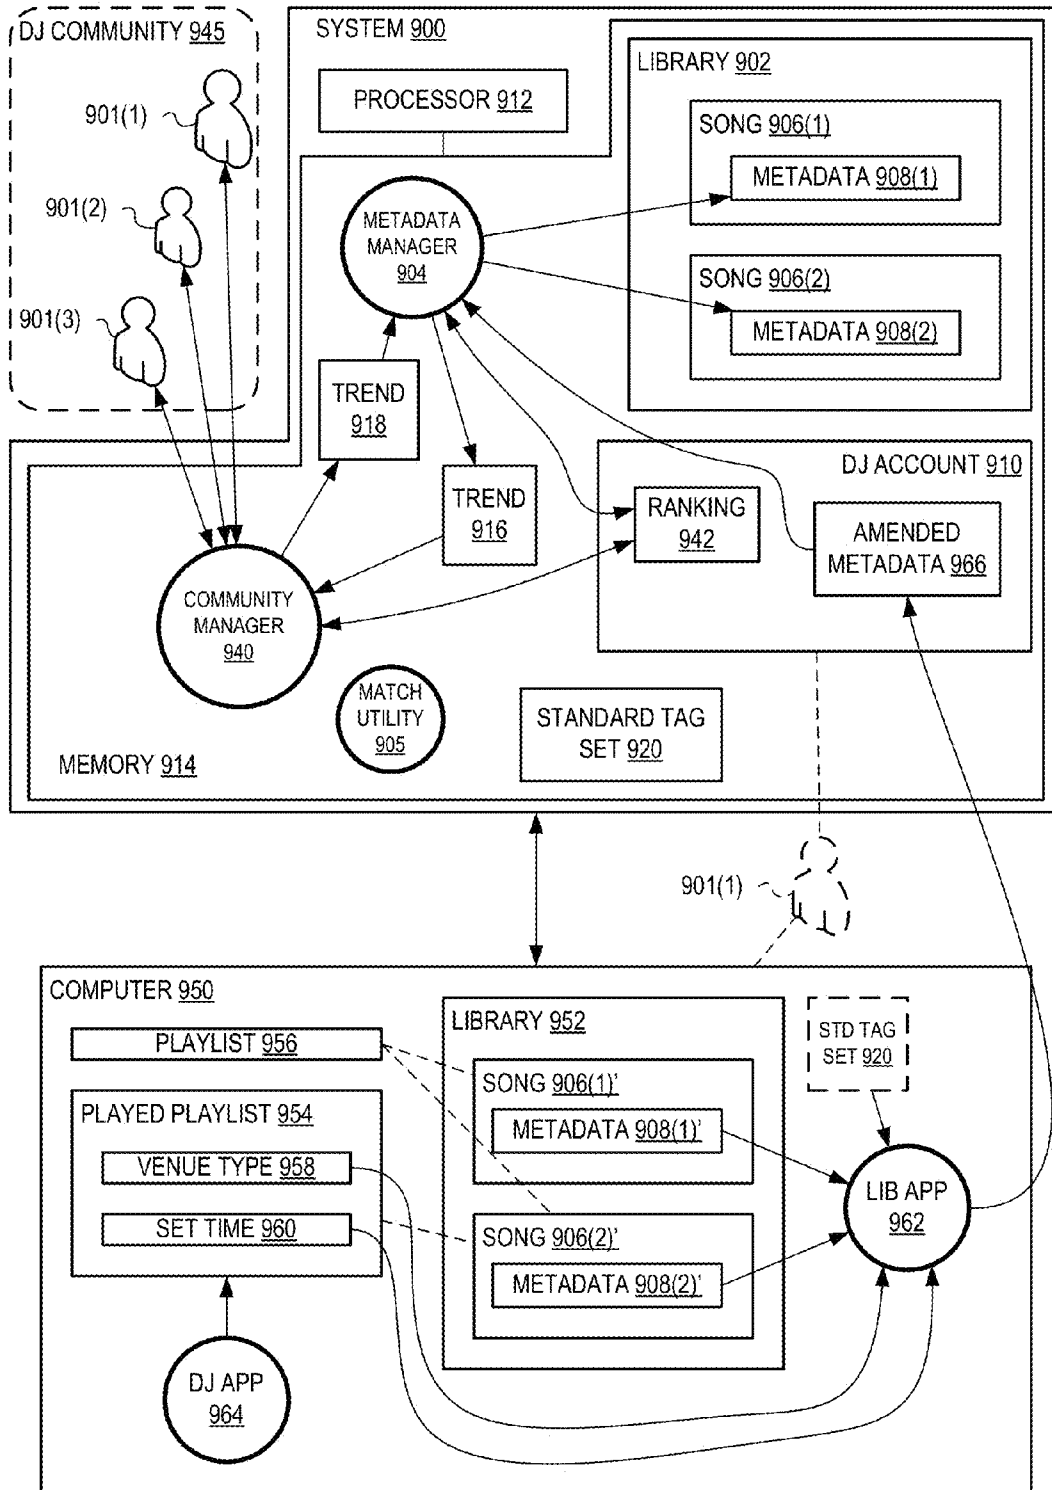 DJ COMMUNITY 945
901(1)
901(2)
901(3)
SYSTEM 900
PROCESSOR 912
LIBRARY 902
SONG 906(1)
METADATA 908(1)
SONG 906(2)
METADATA 908(2)
METADATA
MANAGER
904
TREND
918
TREND
916
DJ ACCOUNT 910
RANKING
942
AMENDED
METADATA 966
COMMUNITY
MANAGER
940
MATCH
UTILITY
905
STANDARD TAG
SET 920
MEMORY 914
901(1)
COMPUTER 950
PLAYLIST 956
PLAYED PLAYLIST 954
VENUE TYPE 958
SET TIME 960
DJ APP
964
LIBRARY 952
SONG 906(1)'
METADATA 908(1)'
SONG 906(2)'
METADATA 908(2)'
STD TAG
SET 920
LIB APP
962